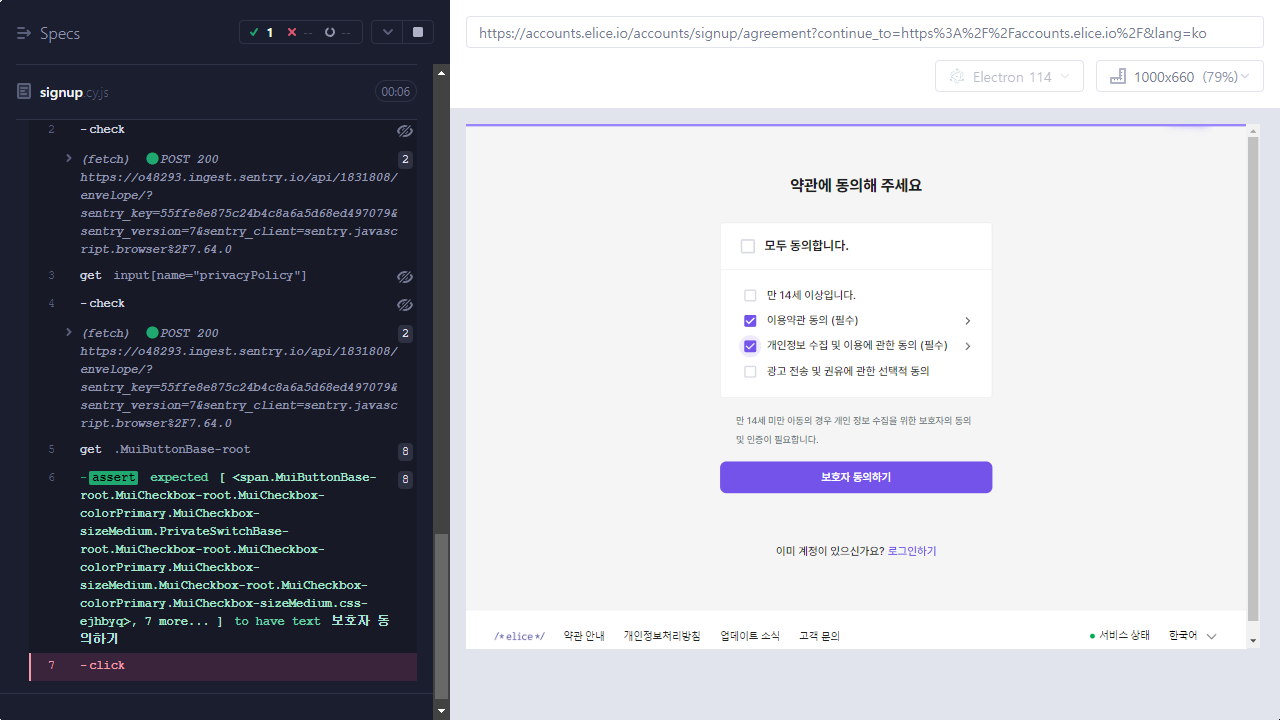 Specs
1
--
--
signup.cy.js
00:06
2
-check
(fetch) POST 200
2
https://o48293.ingest.sentry.io/api/1831808/
envelope/?
sentry_key=55ffe8e875c24b4c8a6a5d68ed497079&
sentry_version=7&sentry_client=sentry.javasc
ript.browser%2F7.64.0
3
get input[name="privacyPolicy"]
4
-check
(fetch) POST 200
2
https://o48293.ingest.sentry.io/api/1831808/
envelope/?
sentry_key=55ffe8e875c24b4c8a6a5d68ed497079&
sentry_version=7&sentry_client=sentry.javasc
ript.browser%2F7.64.0
5
get .MuiButtonBase-root
8
6
-assert expected [ <span.MuiButtonBase-
8
root.MuiCheckbox-root.MuiCheckbox-
colorPrimary.MuiCheckbox-
sizeMedium.PrivateSwitchBase-
root.MuiCheckbox-root.MuiCheckbox-
colorPrimary.MuiCheckbox-
sizeMedium.MuiCheckbox-root.MuiCheckbox-
colorPrimary.MuiCheckbox-sizeMedium.css-
ejhbyq>, 7 more... ] to have text 보호자 동
의하기
7
-click
https://accounts.elice.io/accounts/signup/agreement?continue_to=https%3A%2F%2Faccounts.elice.io%2F&lang=ko
Electron 114
1000x660 (79%)
약관에 동의해 주세요
모두 동의합니다.
만 14세 이상입니다.
이용약관 동의 (필수)
개인정보 수집 및 이용에 관한 동의 (필수)
광고 전송 및 권유에 관한 선택적 동의
만 14세 미만 아동의 경우 개인 정보 수집을 위한 보호자의 동의
및 인증이 필요합니다.
보호자 동의하기
이미 계정이 있으신가요? 로그인하기
/*elice*/
약관 안내
개인정보처리방침
업데이트 소식
고객 문의
서비스 상태
한국어